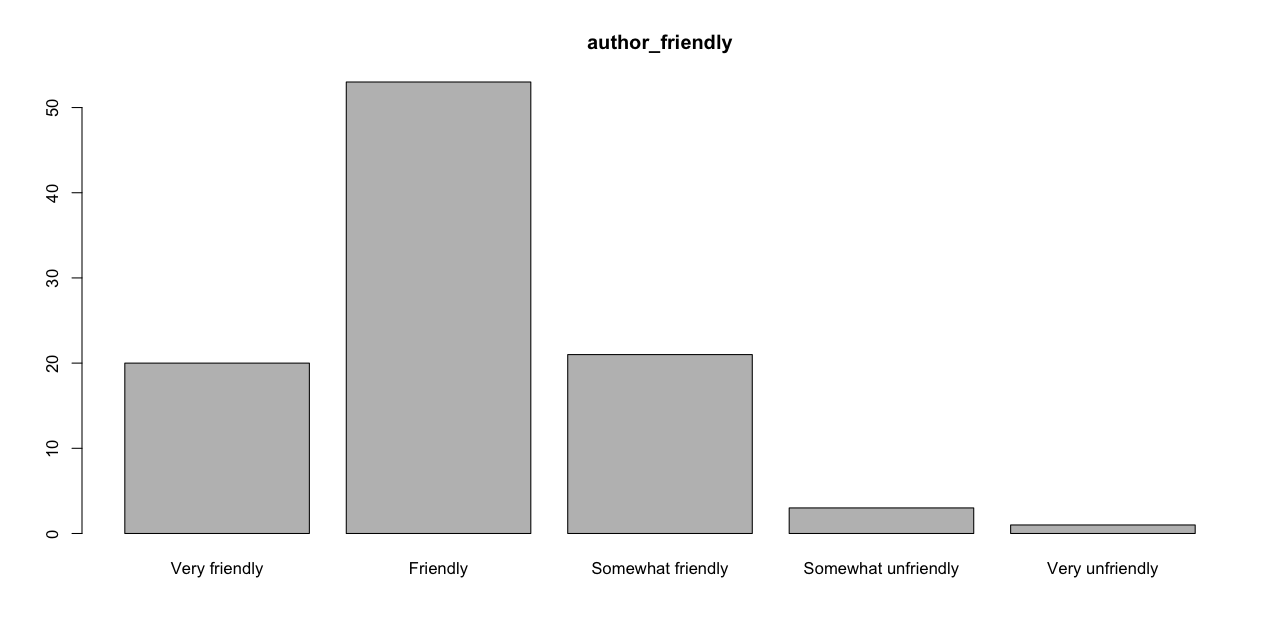 author_friendly
50
40
30
20
10
0
Very friendly
Friendly
Somewhat friendly
Somewhat unfriendly
Very unfriendly